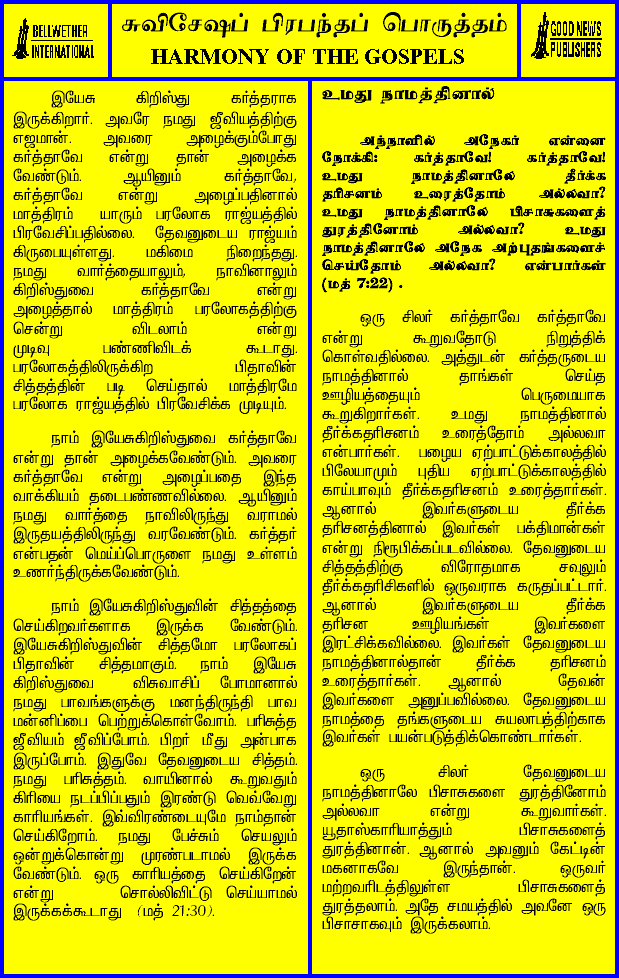 BELLWETHER
INTERNATIONAL
சுவிசேஷப் பிரபந்தப் பொருத்தம்
HARMONY OF THE GOSPELS
GOOD NEWS
PUBLISHERS
இயேசு கிறிஸ்து கர்த்தராக
இருக்கிறார். அவரே நமது ஜீவியத்திற்கு
எஜமான். அவரை அழைக்கும்போது
கர்த்தாவே என்று தான் அழைக்க
வேண்டும். ஆயினும் கர்த்தாவே,
கர்த்தாவே என்று அழைப்பதினால்
மாத்திரம் யாரும் பரலோக ராஜ்யத்தில்
பிரவேசிப்பதில்லை. தேவனுடைய ராஜ்யம்
கிருபையுள்ளது. மகிமை நிறைந்தது.
நமது வார்த்தையாலும், நாவினாலும்
கிறிஸ்துவை கர்த்தாவே என்று
அழைத்தால் மாத்திரம் பரலோகத்திற்கு
சென்று விடலாம் என்று
முடிவு பண்ணிவிடக் கூடாது.
பரலோகத்திலிருக்கிற பிதாவின்
சித்தத்தின் படி செய்தால் மாத்திரமே
பரலோக ராஜ்யத்தில் பிரவேசிக்க முடியும்.
நாம் இயேசுகிறிஸ்துவை கர்த்தாவே
என்று தான் அழைக்கவேண்டும். அவரை
கர்த்தாவே என்று அழைப்பதை இந்த
வாக்கியம் தடைபண்ணவில்லை. ஆயினும்
நமது வார்த்தை நாவிலிருந்து வராமல்
இருதயத்திலிருந்து வரவேண்டும். கர்த்தர்
என்பதன் மெய்ப்பொருளை நமது உள்ளம்
உணர்ந்திருக்கவேண்டும்.
நாம் இயேசுகிறிஸ்துவின் சித்தத்தை
செய்கிறவர்களாக இருக்க வேண்டும்.
இயேசுகிறிஸ்துவின் சித்தமோ பரலோகப்
பிதாவின் சித்தமாகும். நாம் இயேசு
கிறிஸ்துவை விசுவாசிப் போமானால்
நமது பாவங்களுக்கு மனந்திருந்தி பாவ
மன்னிப்பை பெற்றுக்கொள்வோம். பரிசுத்த
ஜீவியம் ஜீவிப்போம். பிறர் மீது அன்பாக
இருப்போம். இதுவே தேவனுடைய சித்தம்.
நமது பரிசுத்தம். வாயினால் கூறுவதும்
கிரியை நடப்பிப்பதும் இரண்டு வெவ்வேறு
காரியங்கள். இவ்விரண்டையுமே நாம்தான்
செய்கிறோம். நமது பேச்சும் செயலும்
ஒன்றுக்கொன்று முரண்படாமல் இருக்க
வேண்டும். ஒரு காரியத்தை செய்கிறேன்
என்று சொல்லிவிட்டு செய்யாமல்
இருக்கக்கூடாது (மத் 21:30).
உமது நாமத்தினால்
அந்நாளில் அநேகர் என்னை
நோக்கி: கர்த்தாவே! கர்த்தாவே!
உமது நாமத்தினாலே தீர்க்க
தரிசனம் உரைத்தோம் அல்லவா?
உமது நாமத்தினாலே பிசாசுகளைத்
துரத்தினோம் அல்லவா? உமது
நாமத்தினாலே அநேக அற்புதங்களைச்
செய்தோம் அல்லவா? என்பார்கள்
(மத் 7:22) .
ஒரு சிலர் கர்த்தாவே கர்த்தாவே
என்று கூறுவதோடு நிறுத்திக்
கொள்வதில்லை. அத்துடன் கர்த்தருடைய
நாமத்தினால் தாங்கள் செய்த
ஊழியத்தையும் பெருமையாக
கூறுகிறார்கள். உமது நாமத்தினால்
தீர்க்கதரிசனம் உரைத்தோம் அல்லவா
என்பார்கள். பழைய ஏற்பாட்டுக்காலத்தில்
பிலேயாமும் புதிய ஏற்பாட்டுக்காலத்தில்
காய்பாவும் தீர்க்கதரிசனம் உரைத்தார்கள்.
ஆனால் இவர்களுடைய தீர்க்க
தரிசனத்தினால் இவர்கள் பக்திமான்கள்
என்று நிரூபிக்கப்படவில்லை. தேவனுடைய
சித்தத்திற்கு விரோதமாக சவுலும்
தீர்க்கதரிசிகளில் ஒருவராக கருதப்பட்டார்.
ஆனால் இவர்களுடைய தீர்க்க
தரிசன ஊழியங்கள் இவர்களை
இரட்சிக்கவில்லை. இவர்கள் தேவனுடைய
நாமத்தினால்தான் தீர்க்க தரிசனம்
உரைத்தார்கள். ஆனால் தேவன்
இவர்களை அனுப்பவில்லை. தேவனுடைய
நாமத்தை தங்களுடைய சுயலாபத்திற்காக
இவர்கள் பயன்படுத்திக்கொண்டார்கள்.
ஒரு சிலர் தேவனுடைய
நாமத்தினாலே பிசாசுகளை துரத்தினோம்
அல்லவா என்று கூறுவார்கள்.
யூதாஸ்காரியாத்தும் பிசாசுகளைத்
துரத்தினான். ஆனால் அவனும் கேட்டின்
மகனாகவே இருந்தான். ஒருவர்
மற்றவரிடத்திலுள்ள பிசாசுகளைத்
துரத்தலாம். அதே சமயத்தில் அவனே ஒரு
பிசாசாகவும் இருக்கலாம்.